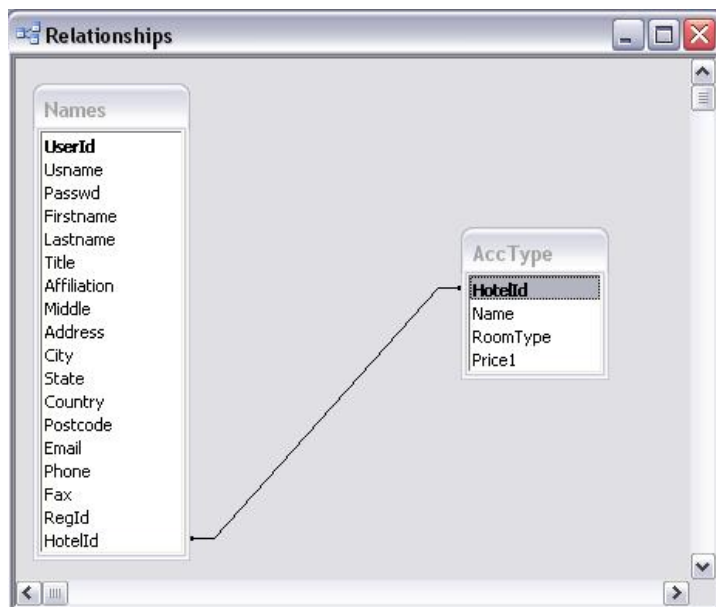 Relationships
Names
UserId
Usname
Passwd
Firstname
Lastname
Title
Affiliation
Middle
Address
City
State
Country
Postcode
Email
Phone
Fax
RegId
HotelId
AccType
HotelId
Name
RoomType
Price1